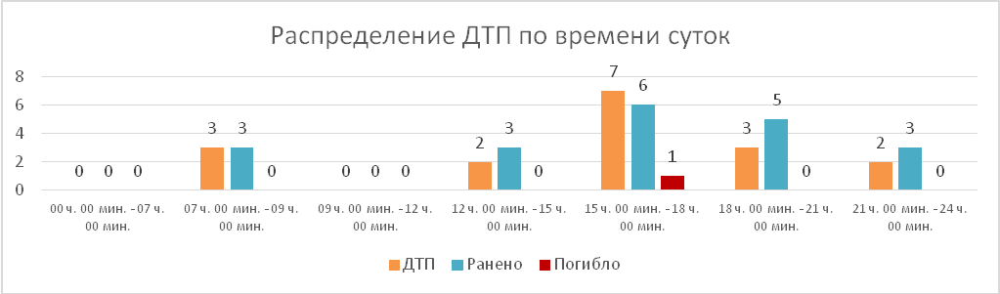 Распределение ДТП по времени суток
8
6
4
2
0
0 0 0
3 3 0
0 0 0
2 3 0
7 6 1
3 5 0
2 3 0
00 ч. 00 мин. -07 ч.
00 мин.
07 ч. 00 мин. -09 ч.
00 мин.
09 ч. 00 мин. -12 ч.
00 мин.
12 ч. 00 мин. -15 ч.
00 мин.
15 ч. 00 мин. -18 ч.
00 мин.
18 ч. 00 мин. -21 ч.
00 мин.
21 ч. 00 мин. -24 ч.
00 мин.
ДТП Ранено Погибло